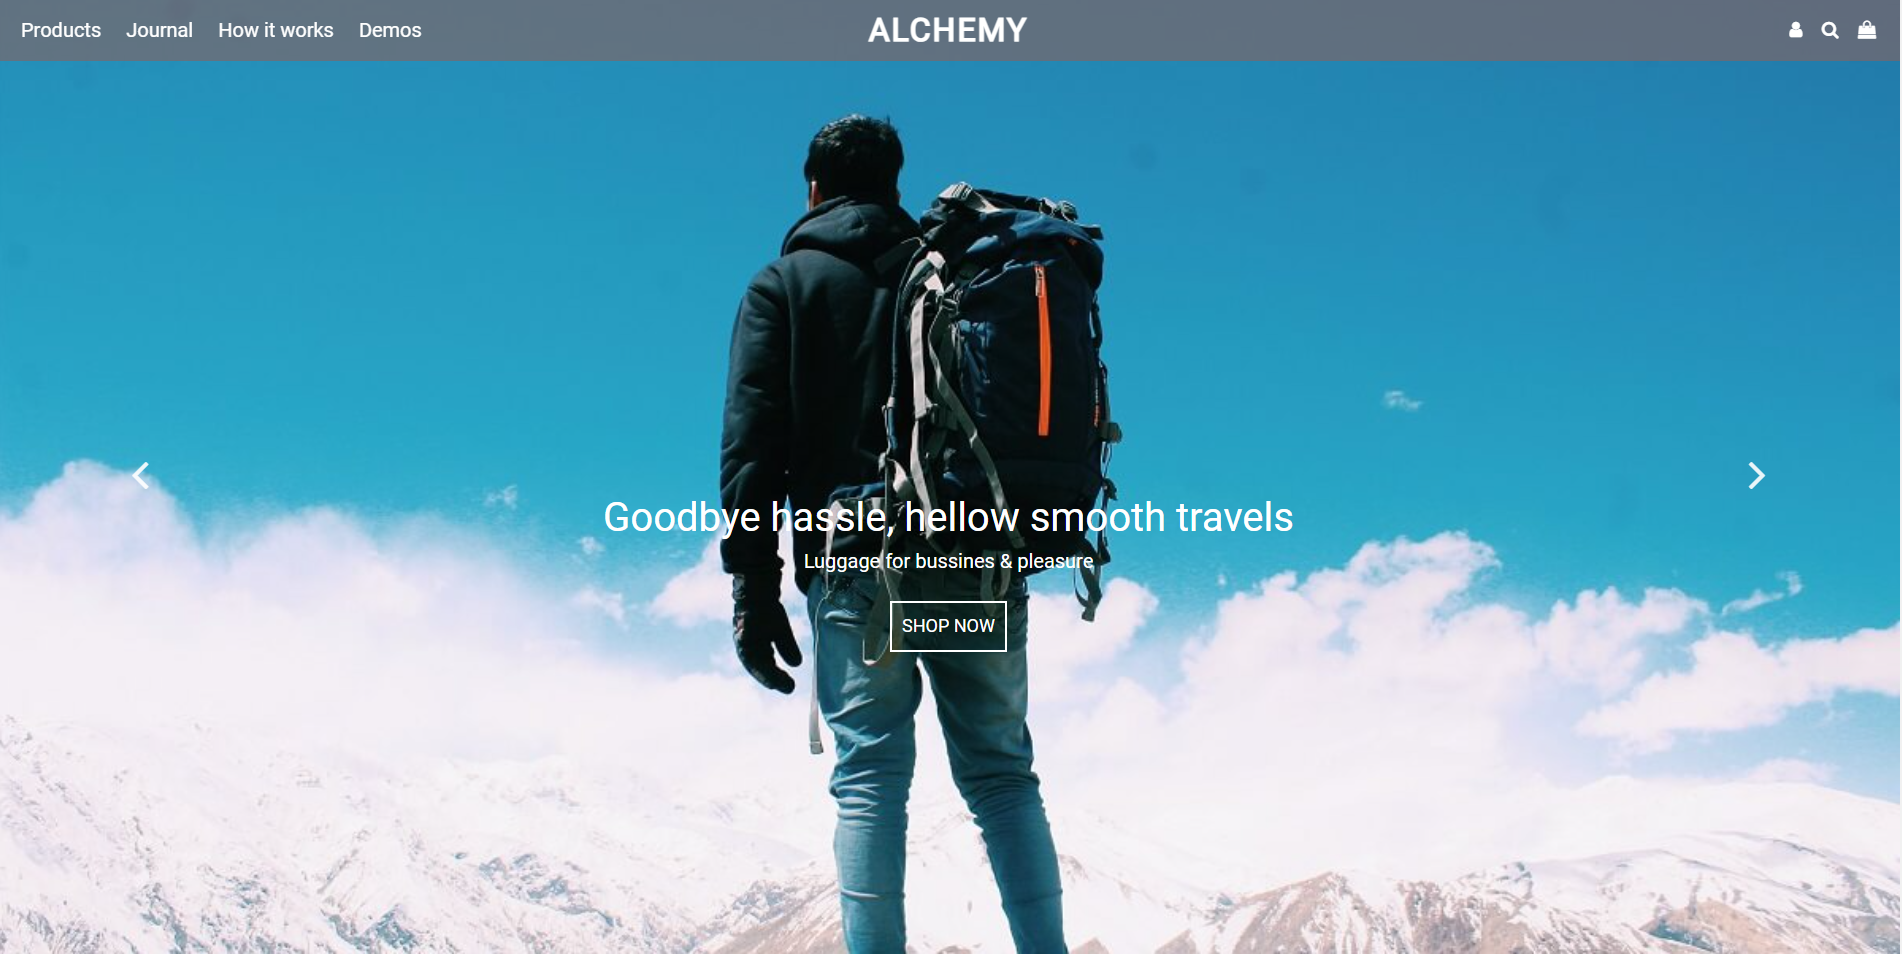 Products Journal How it works Demos ALCHEMY
Goodbye hassle, hellow smooth travels
Luggage for bussines & pleasure
SHOP NOW